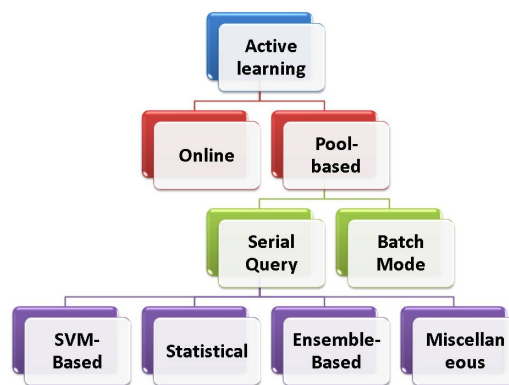 Active
learning
Online
Pool-
based
Serial
Query
Batch
Mode
SVM-
Based
Statistical
Ensemble-
Based
Miscellan
eous